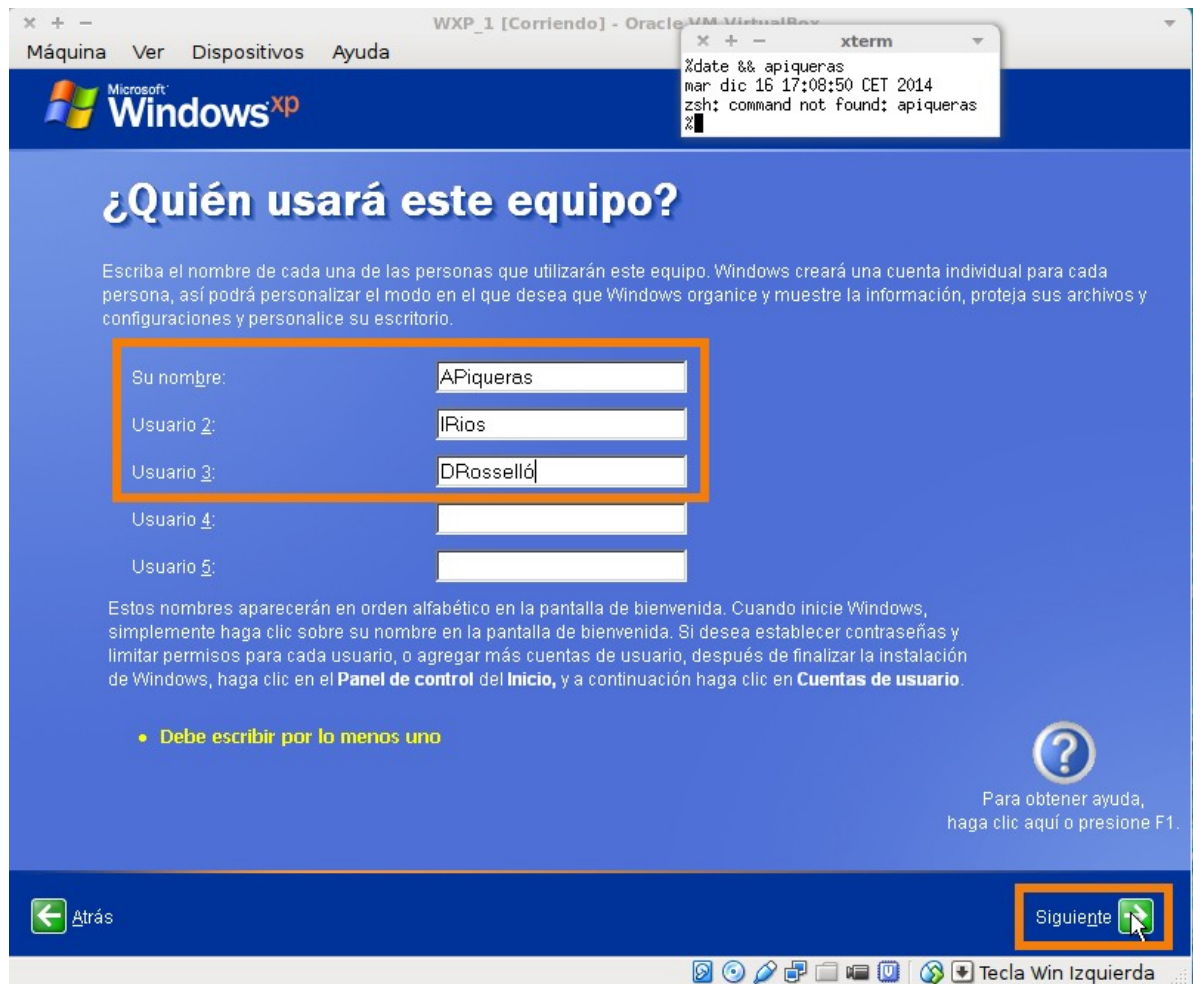 WXP_1 [Corriendo] - Oracle VM VirtualBox
Máquina Ver Dispositivos Ayuda
xterm
%date && apiqueras
mar dic 16 17:08:50 CET 2014
zsh: command not found: apiqueras
%
Microsoft
Windows xp
¿Quién usará este equipo?
Escriba el nombre de cada una de las personas que utilizarán este equipo. Windows creará una cuenta individual para cada
persona, así podrá personalizar el modo en el que desea que Windows organice y muestre la información, proteja sus archivos y
configuraciones y personalice su escritorio.
Su nombre: APiqueras
Usuario 2: IRios
Usuario 3: DRosselló
Usuario 4:
Usuario 5:
Estos nombres aparecerán en orden alfabético en la pantalla de bienvenida. Cuando inicie Windows,
simplemente haga clic sobre su nombre en la pantalla de bienvenida. Si desea establecer contraseñas y
limitar permisos para cada usuario, o agregar más cuentas de usuario, después de finalizar la instalación
de Windows, haga clic en el Panel de control del Inicio, y a continuación haga clic en Cuentas de usuario.
• Debe escribir por lo menos uno
Para obtener ayuda,
haga clic aquí o presione F1.
Atrás
Siguiente
Tecla Win Izquierda